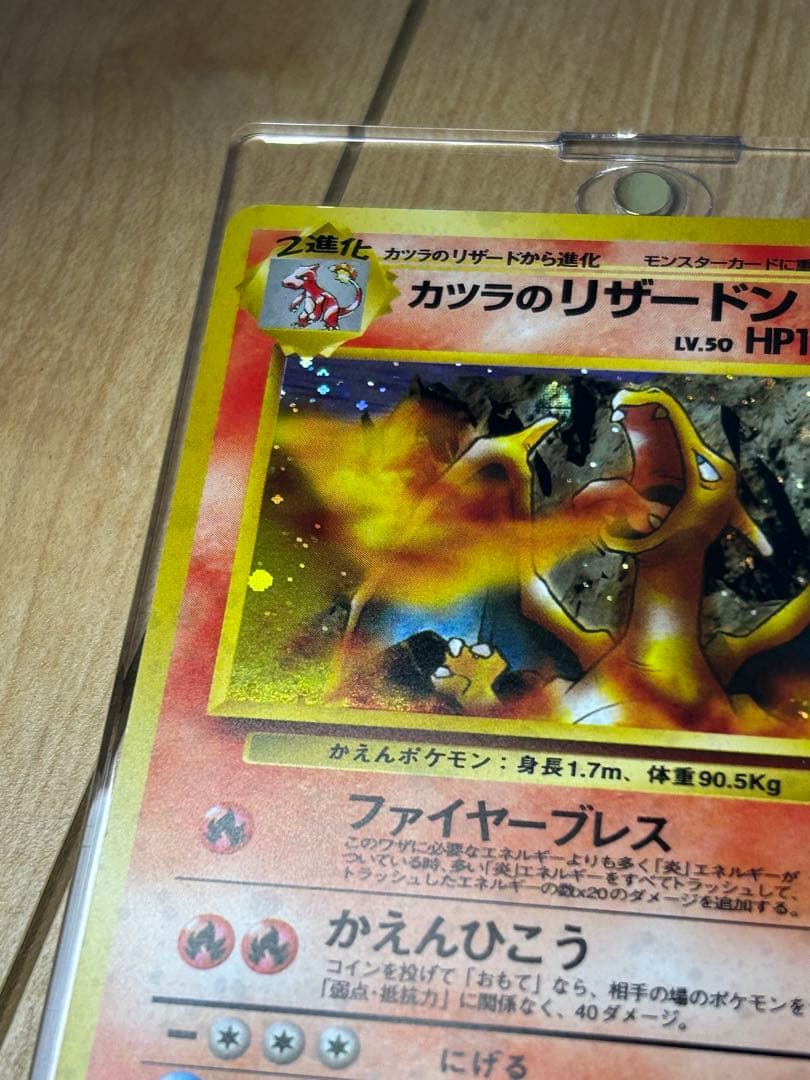 2進化
カツラのリザードから進化
モンスターカードに重
カツラのリザードン
LV.50 HP1
かえんポケモン：身長1.7m、体重90.5Kg
ファイヤーブレス
このワザに必要なエネルギーよりも多く「炎」エネルギーが
ついている時、多い「炎」エネルギーをすべてトラッシュして、
トラッシュしたエネルギーの数x20のダメージを追加する。
かえんひこう
コインを投げて「おもて」なら、相手の場のポケモンを
「弱点・抵抗力」に関係なく、40ダメージ。
にげる